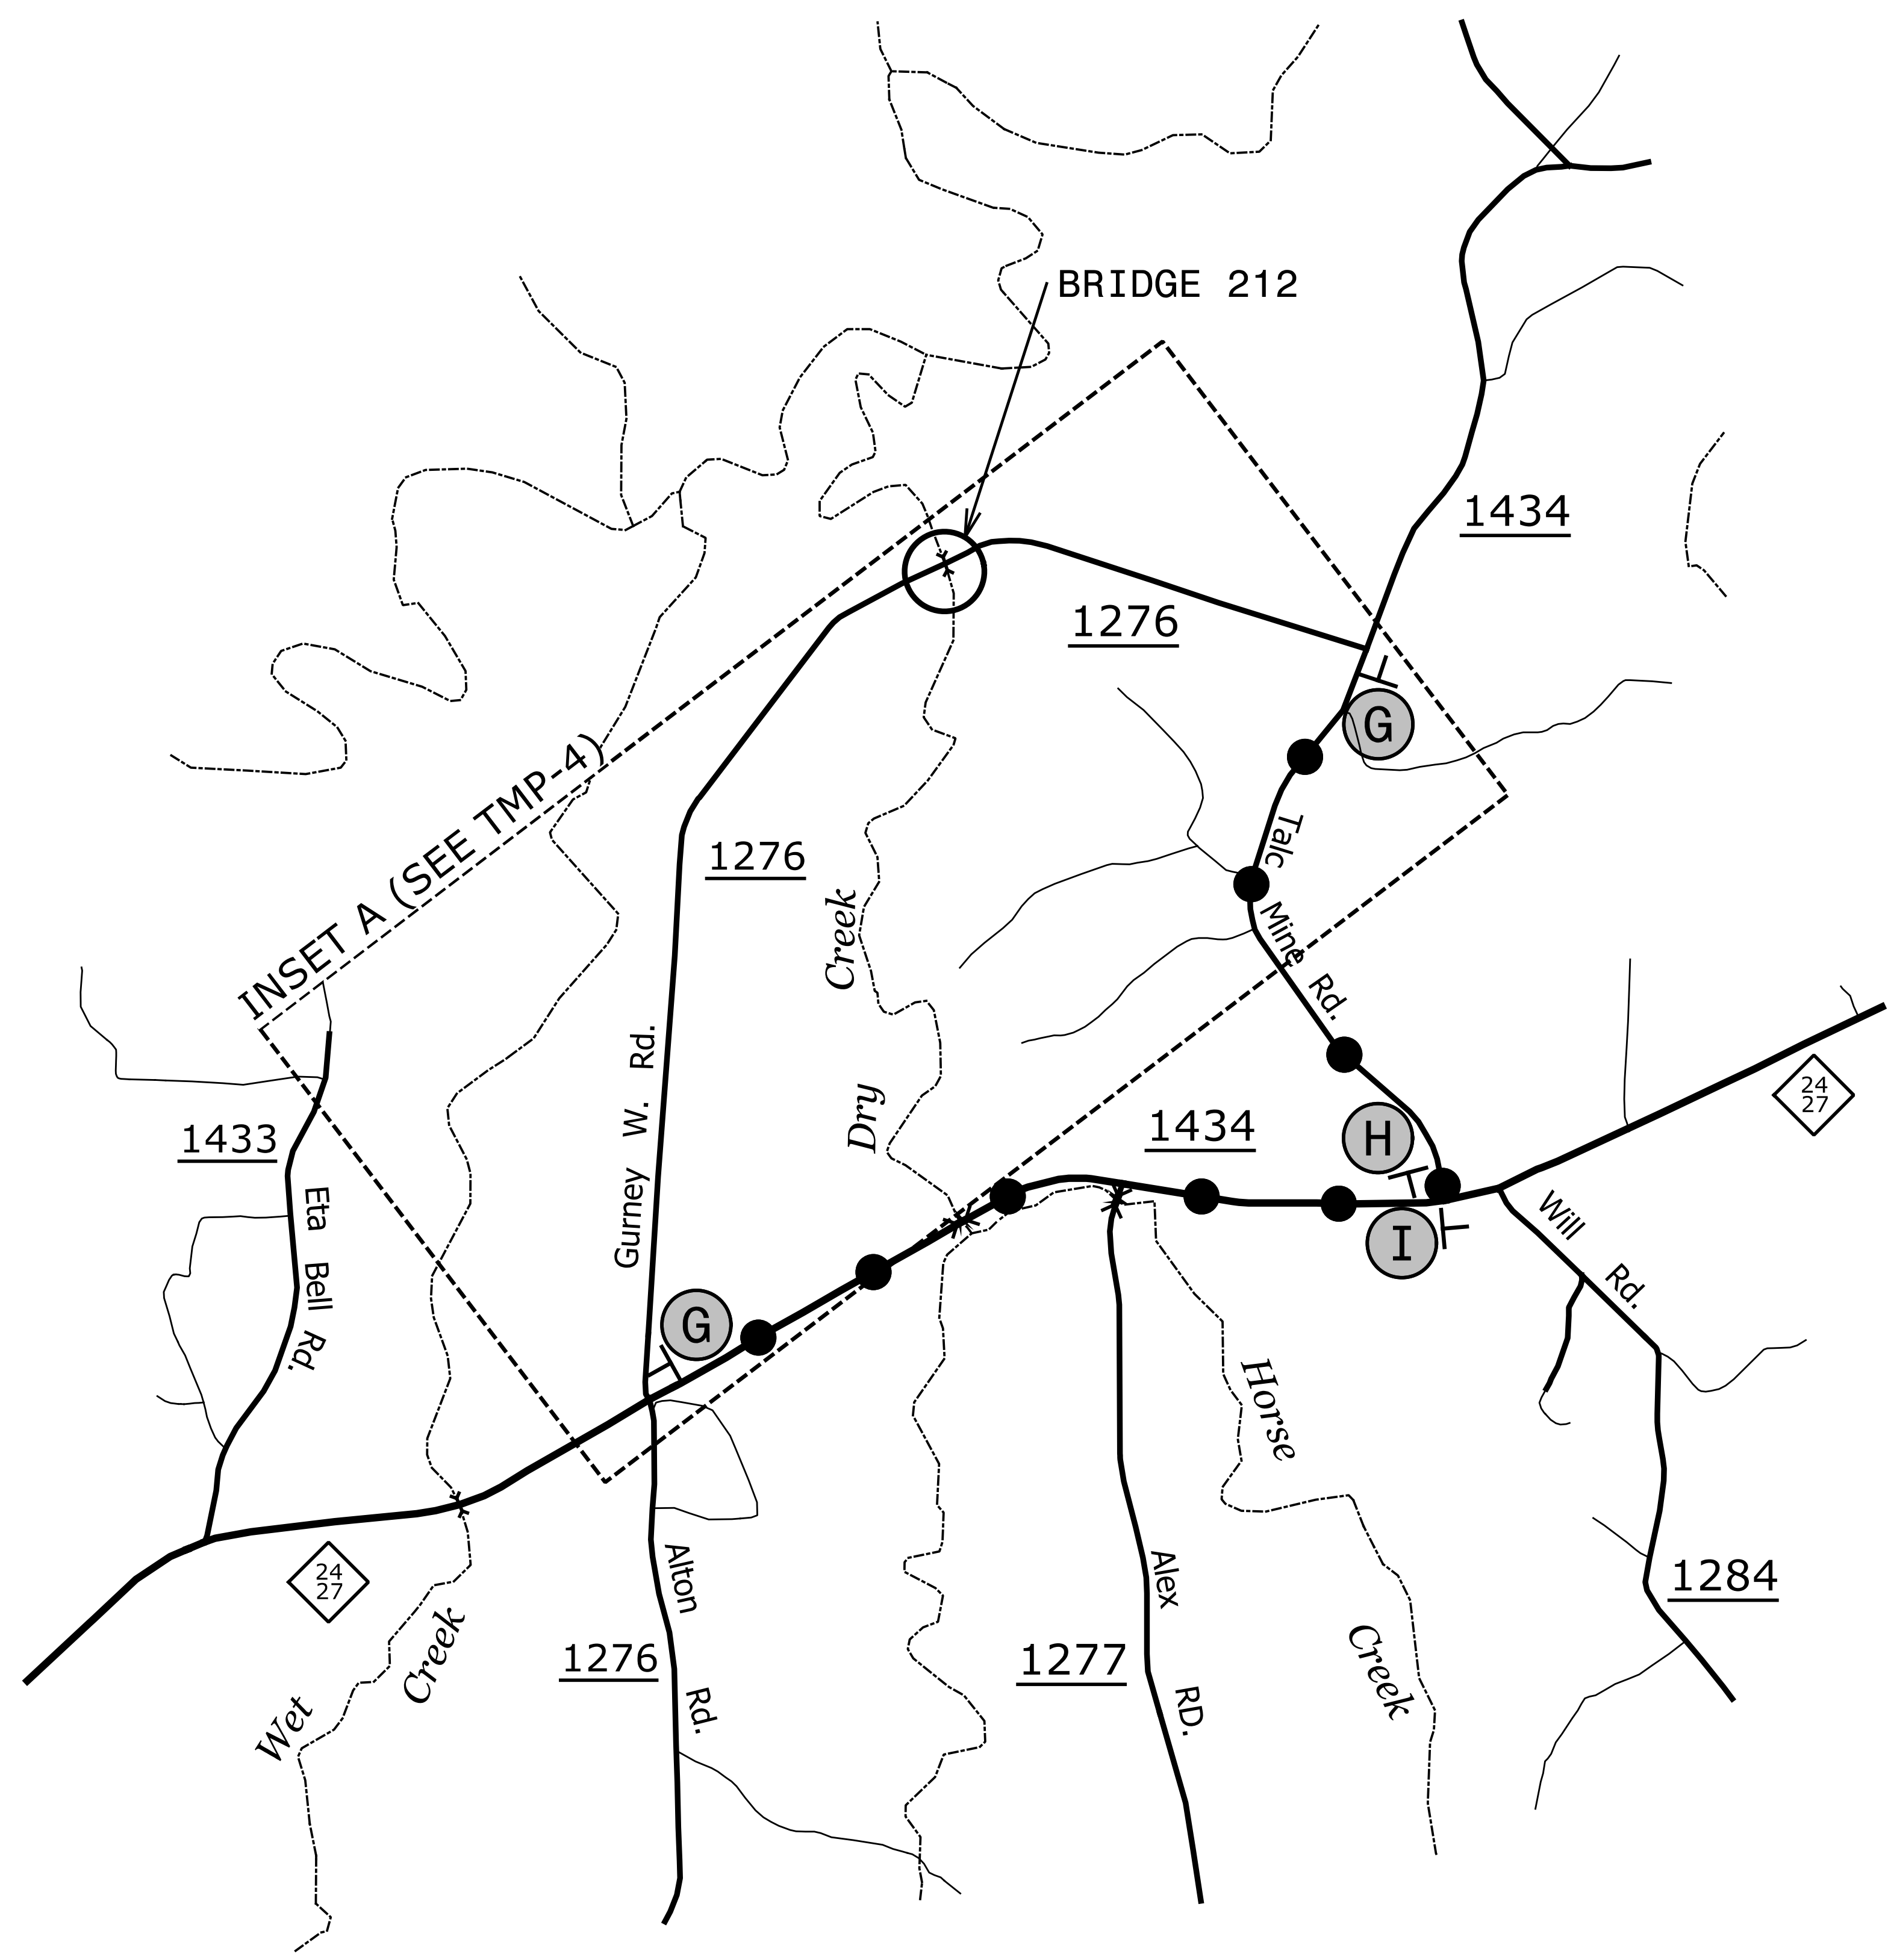 BRIDGE 212
1434
1276
G
INSET A (SEE TMP-4)
1276
Talc Mine Rd.
Creek
Dry
Gurney W. Rd.
1433
Eta Bell Rd.
1434
H
I
24
27
Will Rd.
G
Horse Creek
24
27
Wet Creek
Alton Rd.
1276
Alex RD.
1277
1284